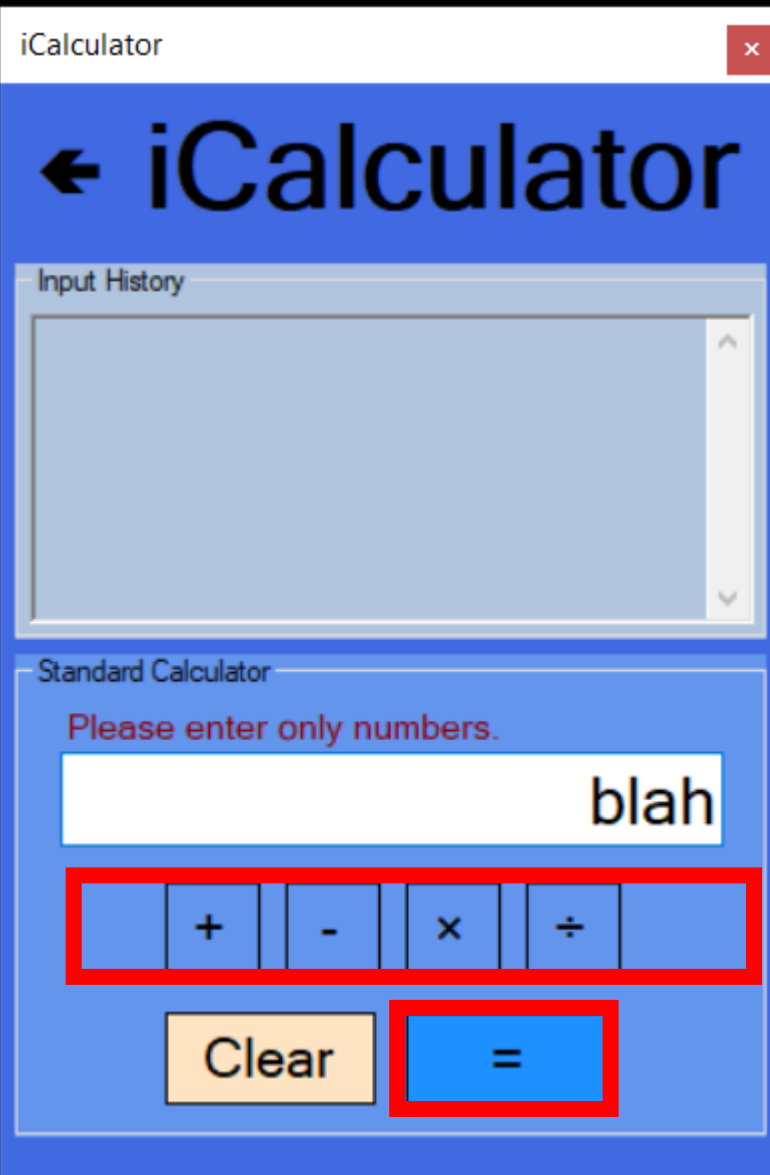 iCalculator
← iCalculator
Input History
Standard Calculator
Please enter only numbers.
blah
+ - × ÷
Clear =